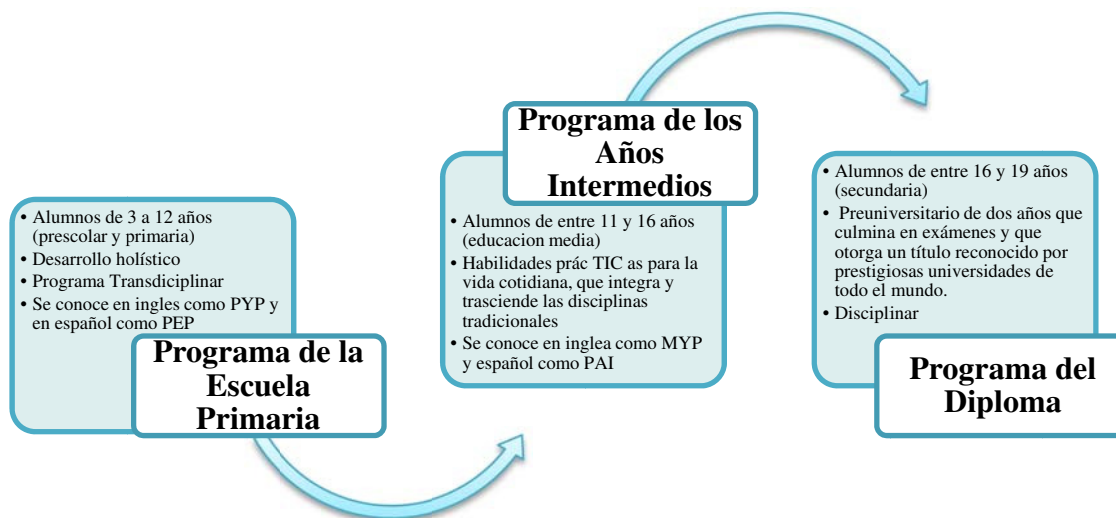 • Alumnos de 3 a 12 años
(prescolar y primaria)
• Desarrollo holístico
• Programa Transdiciplinar
• Se conoce en ingles como PYP y
en español como PEP
Programa de la
Escuela
Primaria
Programa de los
Años
Intermedios
• Alumnos de entre 11 y 16 años
(educacion media)
• Habilidades prác TIC as para la
vida cotidiana, que integra y
trasciende las disciplinas
tradicionales
• Se conoce en inglea como MYP
y español como PAI
• Alumnos de entre 16 y 19 años
(secundaria)
• Preuniversitario de dos años que
culmina en exámenes y que
otorga un título reconocido por
prestigiosas universidades de
todo el mundo.
• Disciplinar
Programa del
Diploma